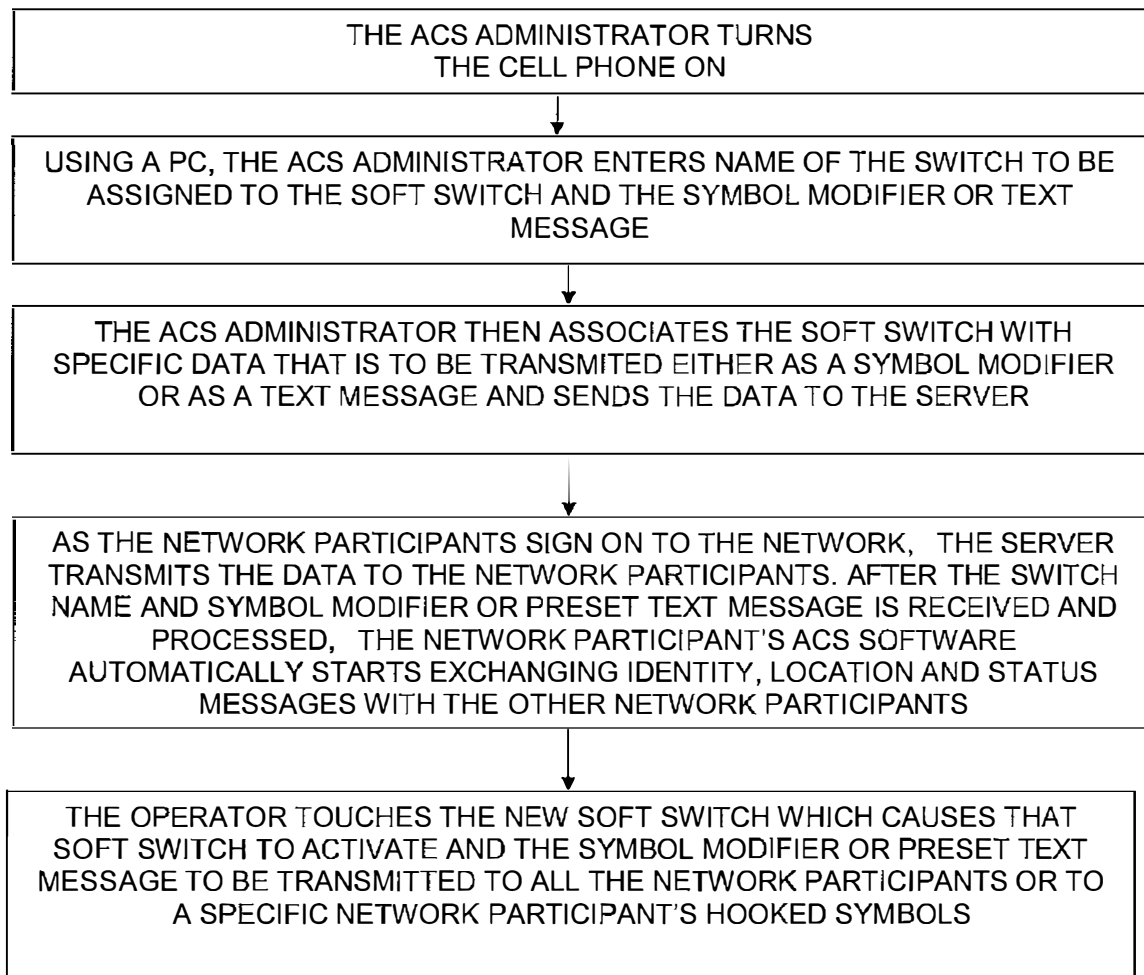 THE ACS ADMINISTRATOR TURNS
THE CELL PHONE ON
USING A PC, THE ACS ADMINISTRATOR ENTERS NAME OF THE SWITCH TO BE
ASSIGNED TO THE SOFT SWITCH AND THE SYMBOL MODIFIER OR TEXT
MESSAGE
THE ACS ADMINISTRATOR THEN ASSOCIATES THE SOFT SWITCH WITH
SPECIFIC DATA THAT IS TO BE TRANSMITED EITHER AS A SYMBOL MODIFIER
OR AS A TEXT MESSAGE AND SENDS THE DATA TO THE SERVER
AS THE NETWORK PARTICIPANTS SIGN ON TO THE NETWORK, THE SERVER
TRANSMITS THE DATA TO THE NETWORK PARTICIPANTS. AFTER THE SWITCH
NAME AND SYMBOL MODIFIER OR PRESET TEXT MESSAGE IS RECEIVED AND
PROCESSED, THE NETWORK PARTICIPANT'S ACS SOFTWARE
AUTOMATICALLY STARTS EXCHANGING IDENTITY, LOCATION AND STATUS
MESSAGES WITH THE OTHER NETWORK PARTICIPANTS
THE OPERATOR TOUCHES THE NEW SOFT SWITCH WHICH CAUSES THAT
SOFT SWITCH TO ACTIVATE AND THE SYMBOL MODIFIER OR PRESET TEXT
MESSAGE TO BE TRANSMITTED TO ALL THE NETWORK PARTICIPANTS OR TO
A SPECIFIC NETWORK PARTICIPANT'S HOOKED SYMBOLS